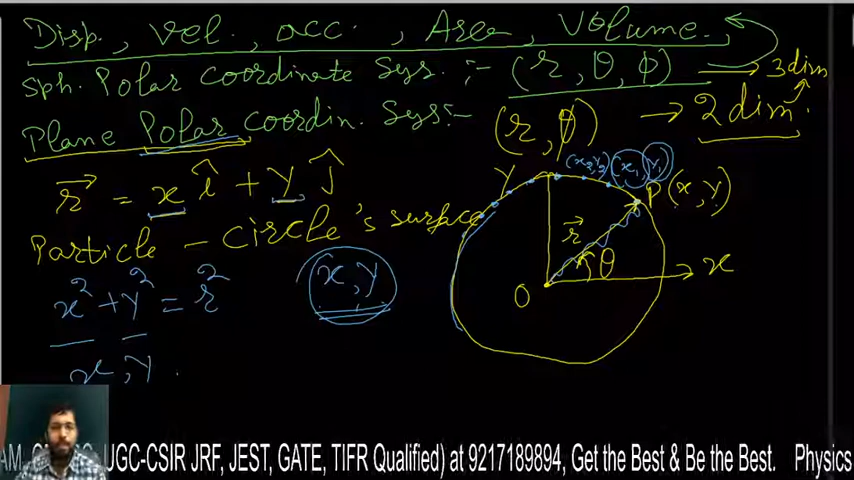 Disp., vel., acc., Area, Volume.
Sph. Polar coordinate Sys. :- (r, θ, φ) → 3 dim
Plane Polar Coordin. Sys:- (r, φ) → 2 dim.
r = x i + y j
Particle - Circle's surface
x² + y² = r²
x, y
x, y
Y
(x₂, y₂) (x₁, y₁)
P(x, y)
r
θ
O
x
UGC-CSIR JRF, JEST, GATE, TIFR Qualified) at 9217189894, Get the Best & Be the Best. Physics